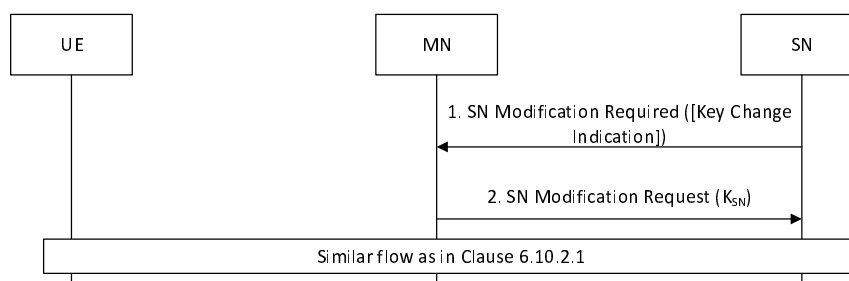 UE
MN
SN
1. SN Modification Required ([Key Change
Indication])
2. SN Modification Request (K_SN)
Similar flow as in Clause 6.10.2.1